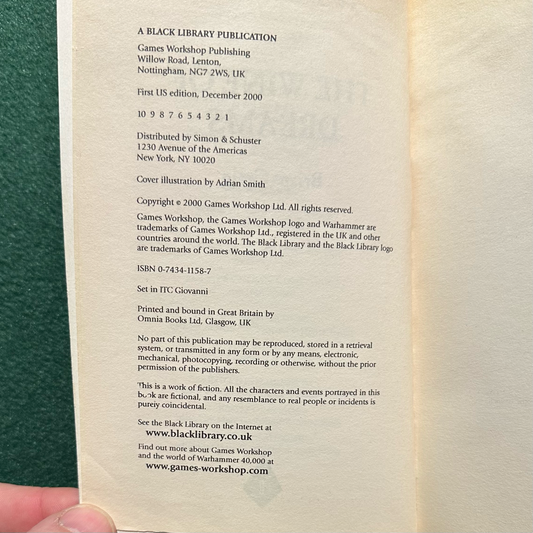 A BLACK LIBRARY PUBLICATION
Games Workshop Publishing
Willow Road, Lenton,
Nottingham, NG7 2WS, UK
First US edition, December 2000
10 9 8 7 6 5 4 3 2 1
Distributed by Simon & Schuster
1230 Avenue of the Americas
New York, NY 10020
Cover illustration by Adrian Smith
Copyright © 2000 Games Workshop Ltd. All rights reserved.
Games Workshop, the Games Workshop logo and Warhammer are
trademarks of Games Workshop Ltd., registered in the UK and other
countries around the world. The Black Library and the Black Library logo
are trademarks of Games Workshop Ltd.
ISBN 0-7434-1158-7
Set in ITC Giovanni
Printed and bound in Great Britain by
Omnia Books Ltd, Glasgow, UK
No part of this publication may be reproduced, stored in a retrieval
system, or transmitted in any form or by any means, electronic,
mechanical, photocopying, recording or otherwise, without the prior
permission of the publishers.
This is a work of fiction. All the characters and events portrayed in this
book are fictional, and any resemblance to real people or incidents is
purely coincidental.
See the Black Library on the Internet at
www.blacklibrary.co.uk
Find out more about Games Workshop
and the world of Warhammer 40,000 at
www.games-workshop.com